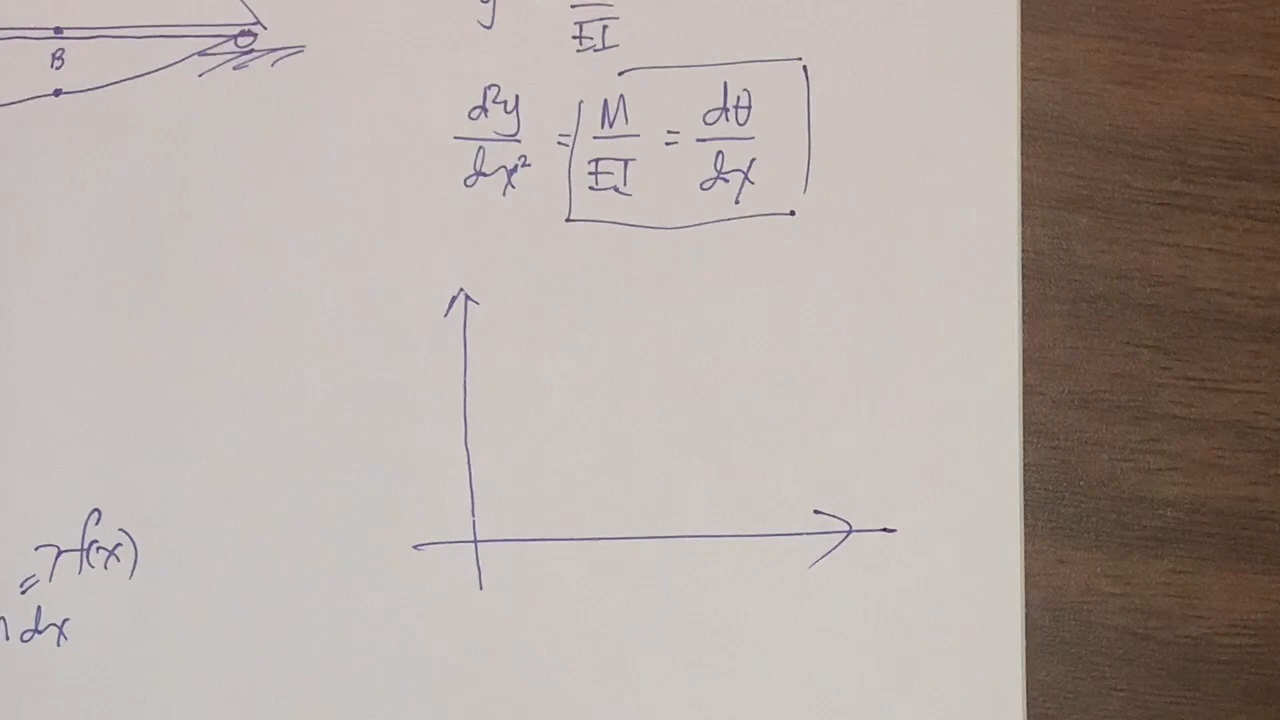 B
y
EI
d²y/dx² = M/EI = dθ/dx
= f(x)
dx